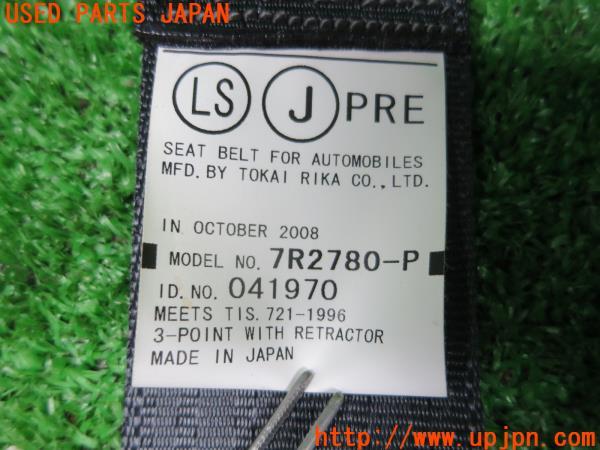 USED PARTS JAPAN
LS J PRE
SEAT BELT FOR AUTOMOBILES
MFD. BY TOKAI RIKA CO., LTD.
IN OCTOBER 2008
MODEL NO. 7R2780-P
ID. NO. 041970
MEETS TIS. 721-1996
3-POINT WITH RETRACTOR
MADE IN JAPAN
www.upjpn.com